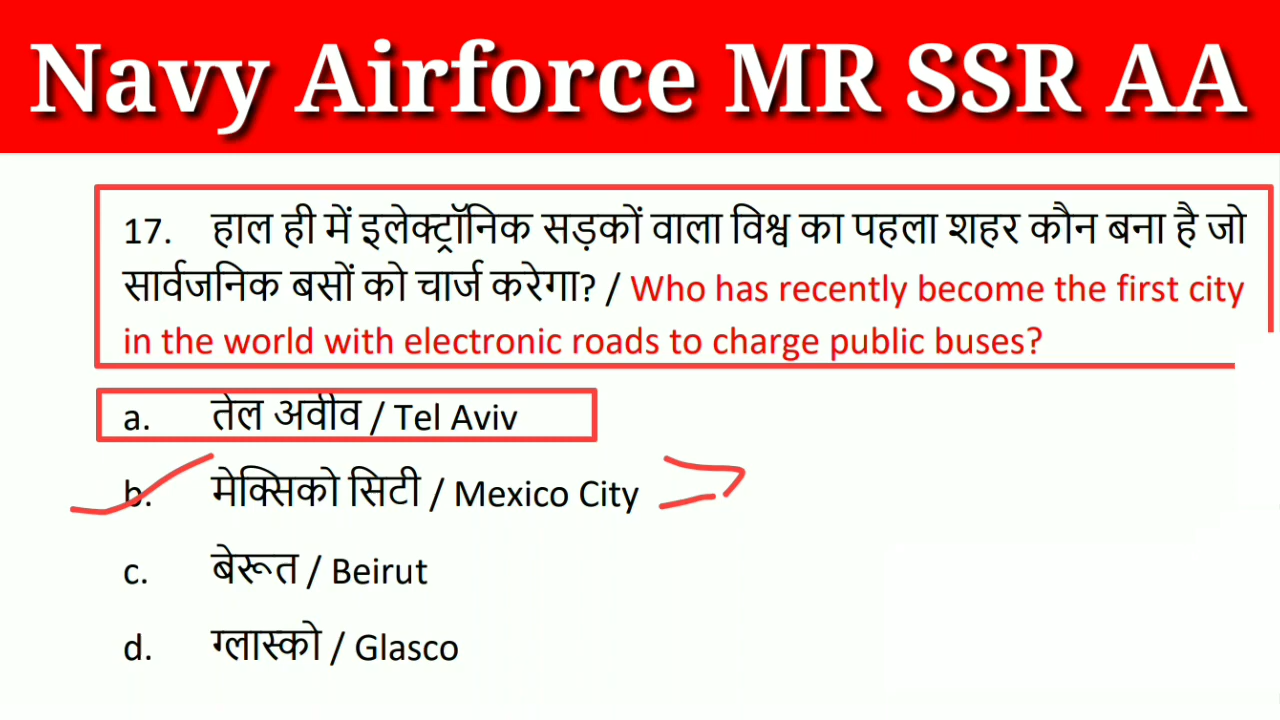 Navy Airforce MR SSR AA
17. हाल ही में इलेक्ट्रॉनिक सड़कों वाला विश्व का पहला शहर कौन बना है जो
सार्वजनिक बसों को चार्ज करेगा? / Who has recently become the first city
in the world with electronic roads to charge public buses?
a. तेल अवीव / Tel Aviv
b. मेक्सिको सिटी / Mexico City
c. बेरूत / Beirut
d. ग्लास्को / Glasco